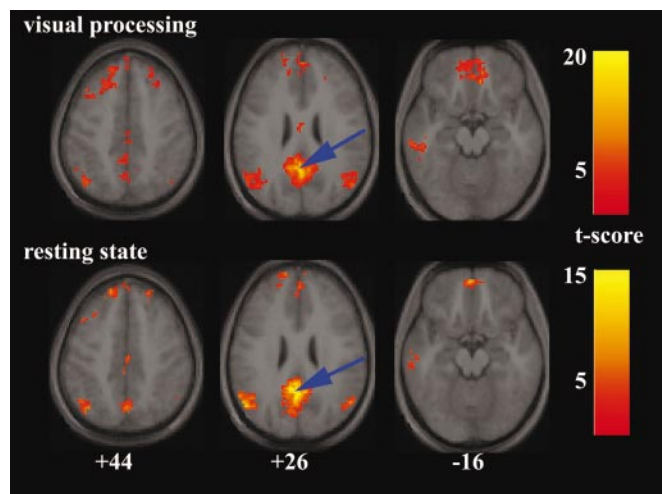 visual processing
20
5
t-score
resting state
15
5
+44 +26 -16